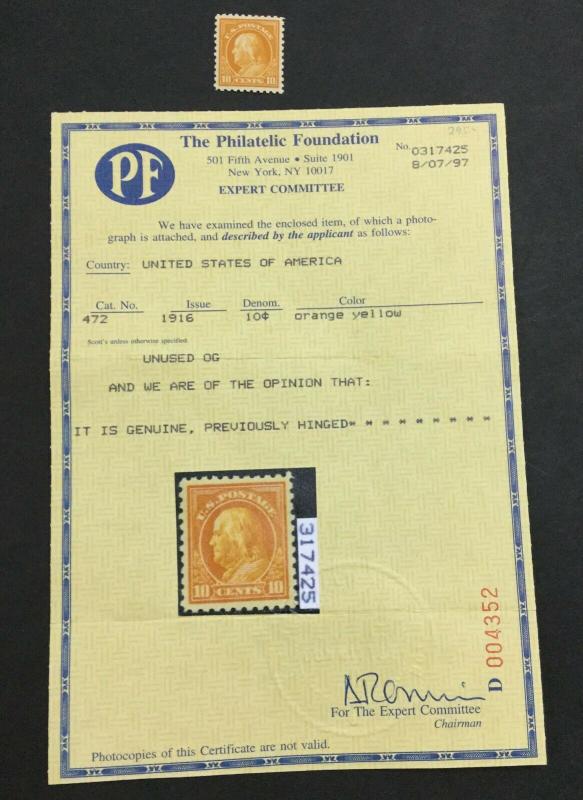 U.S. POSTAGE
10 CENTS 10
295-
The Philatelic Foundation
501 Fifth Avenue • Suite 1901
New York, NY 10017
EXPERT COMMITTEE
No. 0317425
8/07/97
PF
We have examined the enclosed item, of which a photo-
graph is attached, and described by the applicant as follows:
Country: UNITED STATES OF AMERICA
Cat. No. Issue Denom. Color
472 1916 10¢ orange yellow
Scott's unless otherwise specified.
UNUSED OG
AND WE ARE OF THE OPINION THAT:
IT IS GENUINE, PREVIOUSLY HINGED* * * * * * * * *
U.S. POSTAGE
10 CENTS 10
317425
D 004352
For The Expert Committee
Chairman
Photocopies of this Certificate are not valid.